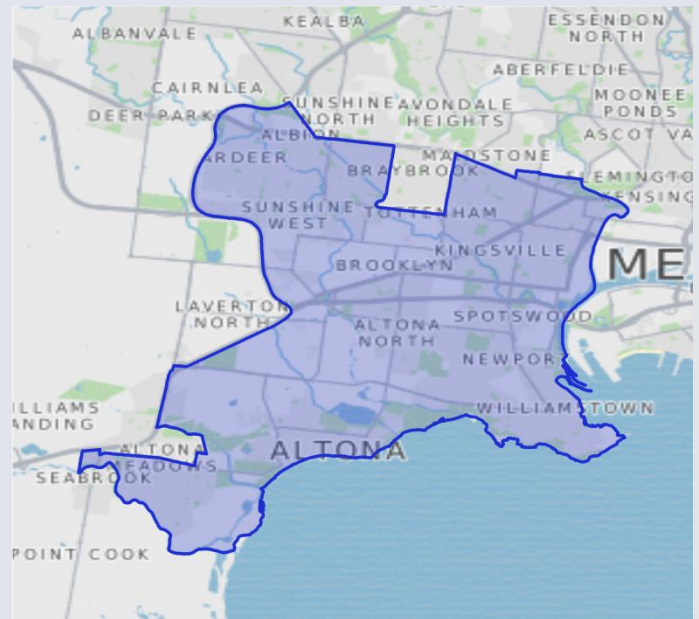 KEALBA
ESSENDON
NORTH
ALBANVALE
ABERFELDIE
CAIRNLEA
MOONEE
PONDS
SUNSHINE
NORTH
AVONDALE
HEIGHTS
DEER PARK
ALBION
ASCOT VA
ARDEER
MAIDSTONE
BRAYBROOK
FLEMINGTO
KENSING
SUNSHINE
WEST
TOTTENHAM
KINGSVILLE
BROOKLYN
ME
LAVERTON
NORTH
SPOTSWOOD
ALTONA
NORTH
NEWPOR
ILLIAMS
ANDING
WILLIAMSTOWN
ALTONA
MEADOWS
ALTONA
SEABROOK
POINT COOK